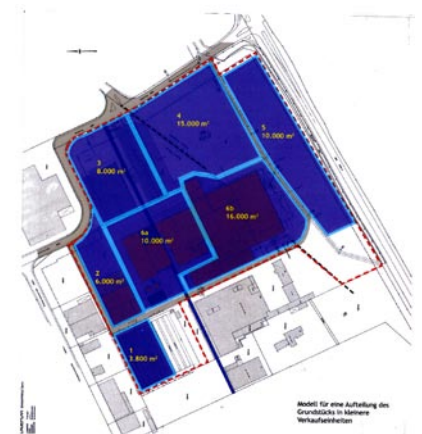 4
15.000 m²
5
10.000 m²
3
8.000 m²
6b
16.000 m²
6a
10.000 m²
2
6.000 m²
1
3.800 m²
Modell für eine Aufteilung des
Grundstücks in kleinere
Verkaufseinheiten